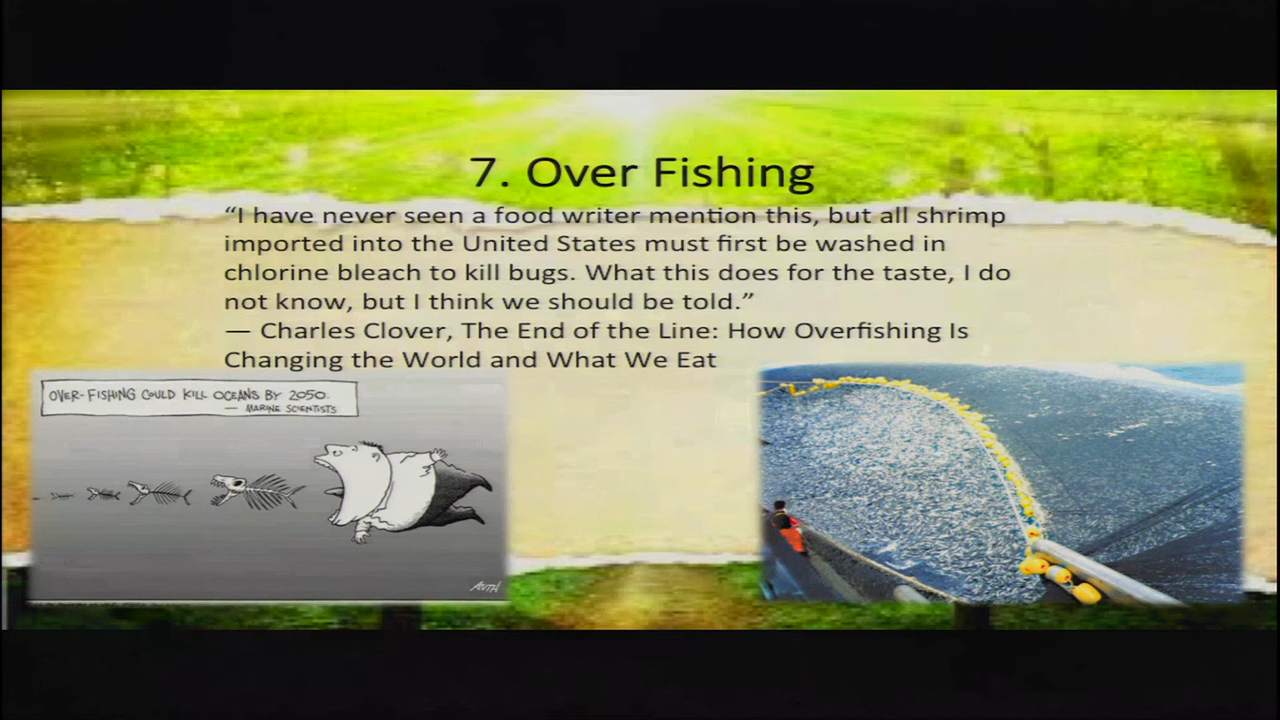 7. Over Fishing
“I have never seen a food writer mention this, but all shrimp
imported into the United States must first be washed in
chlorine bleach to kill bugs. What this does for the taste, I do
not know, but I think we should be told.”
— Charles Clover, The End of the Line: How Overfishing Is
Changing the World and What We Eat
OVER-FISHING COULD KILL OCEANS BY 2050.
— MARINE SCIENTISTS
AUTH